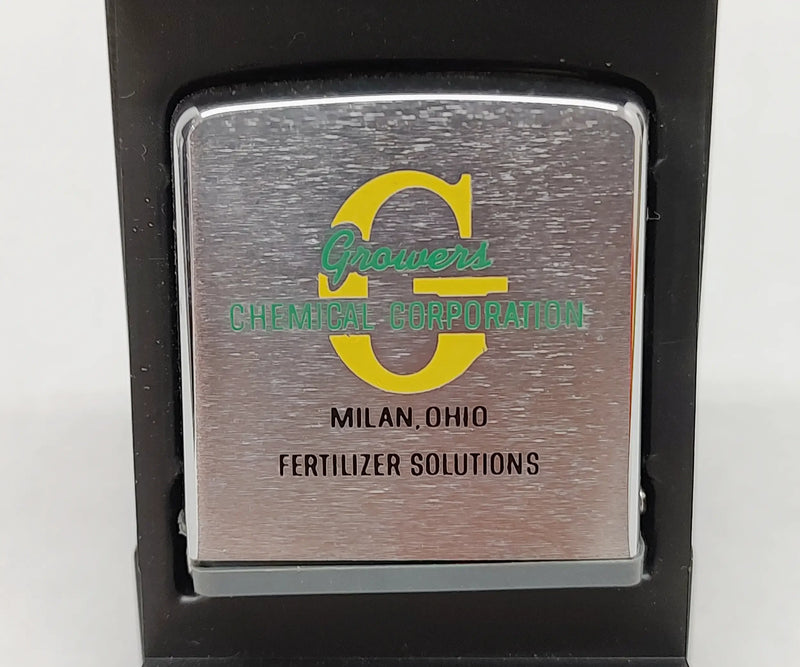 G
Growers
CHEMICAL CORPORATION
MILAN, OHIO
FERTILIZER SOLUTIONS